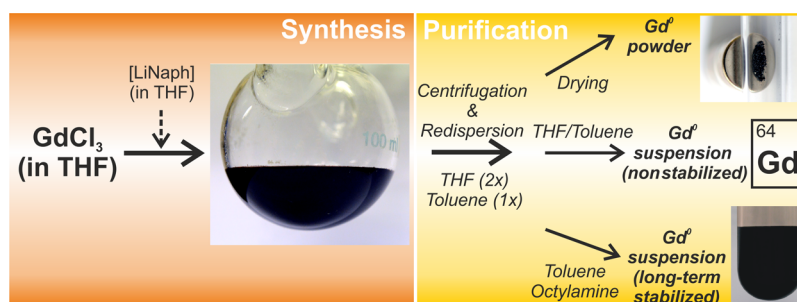 Synthesis
[LiNaph]
(in THF)
GdCl3
(in THF)
100 ml
Purification
Centrifugation
&
Redispersion
THF (2x)
Toluene (1x)
Drying
Gd0
powder
THF/Toluene
Gd0
suspension
(nonstabilized)
64
Gd
Toluene
Octylamine
Gd0
suspension
(long-term
stabilized)